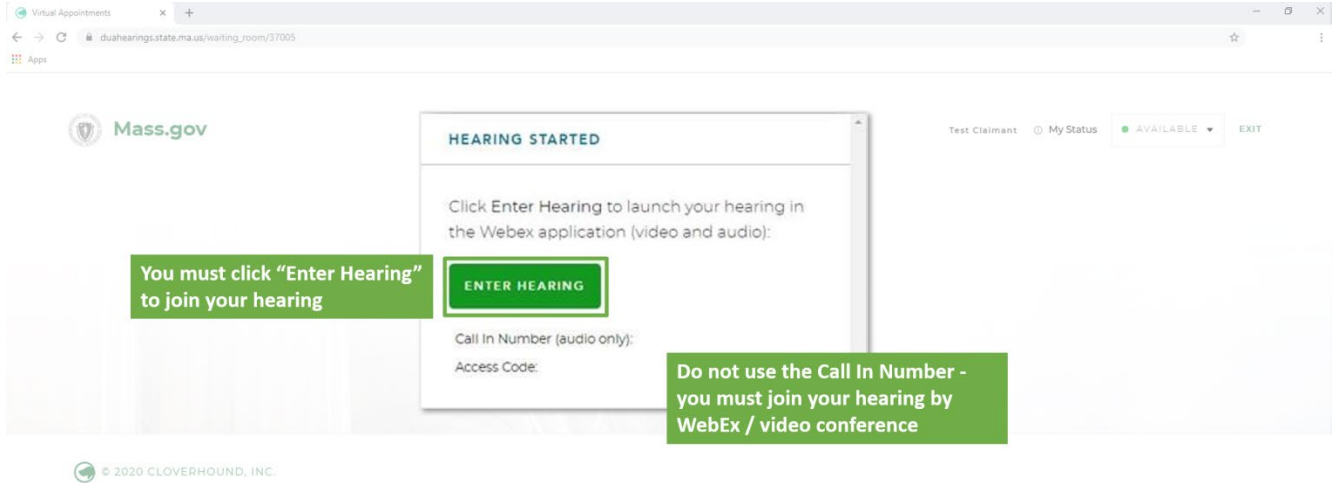 Virtual Appointments
duahearings.state.ma.us/waiting_room/37005
Apps
Mass.gov
Test Claimant My Status AVAILABLE EXIT
HEARING STARTED
Click Enter Hearing to launch your hearing in
the Webex application (video and audio):
You must click “Enter Hearing”
to join your hearing
ENTER HEARING
Call In Number (audio only):
Access Code:
Do not use the Call In Number -
you must join your hearing by
WebEx / video conference
© 2020 CLOVERHOUND, INC.